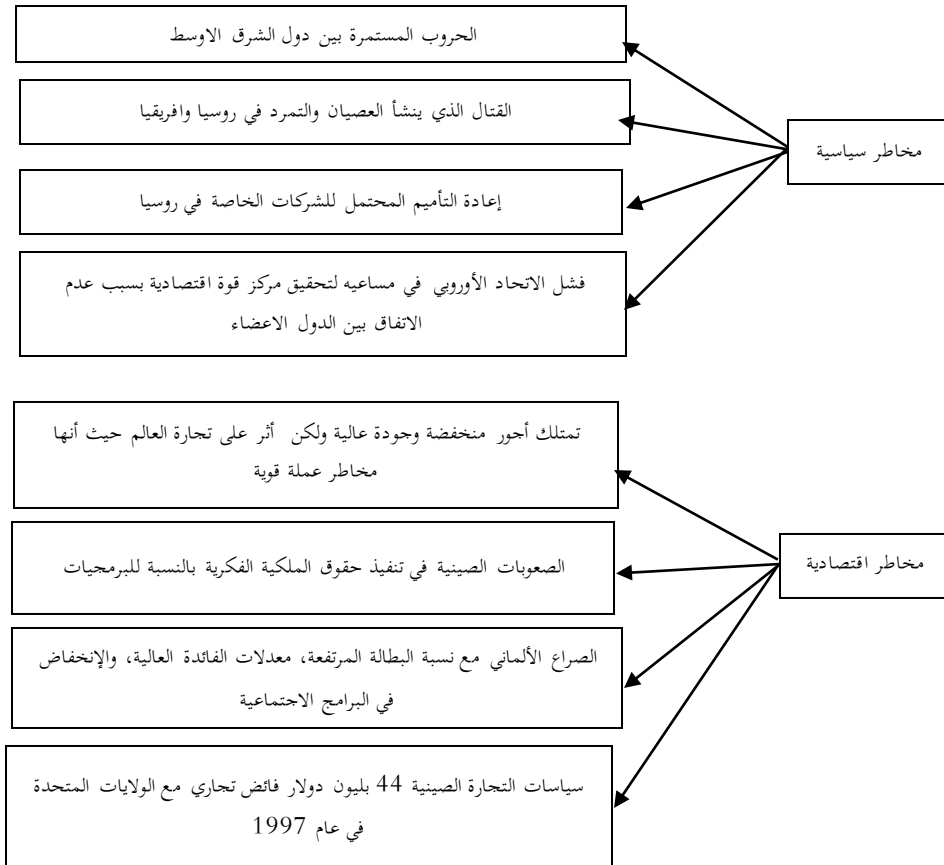 مخاطر سياسية
الحروب المستمرة بين دول الشرق الاوسط
القتال الذي ينشأ العصيان والتمرد في روسيا وافريقيا
إعادة التأميم المحتمل للشركات الخاصة في روسيا
فشل الاتحاد الأوروبي في مساعيه لتحقيق مركز قوة اقتصادية بسبب عدم
الاتفاق بين الدول الاعضاء
مخاطر اقتصادية
تمتلك أجور منخفضة وجودة عالية ولكن أثر على تجارة العالم حيث أنها
مخاطر عملة قوية
الصعوبات الصينية في تنفيذ حقوق الملكية الفكرية بالنسبة للبرمجيات
الصراع الألماني مع نسبة البطالة المرتفعة، معدلات الفائدة العالية، والإنخفاض
في البرامج الاجتماعية
سياسات التجارة الصينية 44 بليون دولار فائض تجاري مع الولايات المتحدة
في عام 1997